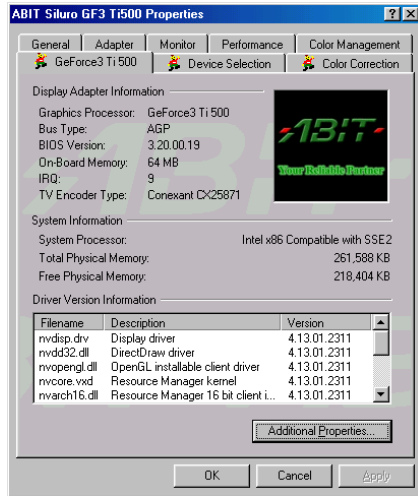 ABIT Siluro GF3 Ti500 Properties
General Adapter Monitor Performance Color Management
GeForce3 Ti 500 Device Selection Color Correction
Display Adapter Information
Graphics Processor: GeForce3 Ti 500
Bus Type: AGP
BIOS Version: 3.20.00.19
On-Board Memory: 64 MB
IRQ: 9
TV Encoder Type: Conexant CX25871
ABIT
Your Reliable Partner
System Information
System Processor: Intel x86 Compatible with SSE2
Total Physical Memory: 261,588 KB
Free Physical Memory: 218,404 KB
Driver Version Information
Filename Description Version
nvdisp.drv Display driver 4.13.01.2311
nvdd32.dll DirectDraw driver 4.13.01.2311
nvopengl.dll OpenGL installable client driver 4.13.01.2311
nvcore.vxd Resource Manager kernel 4.13.01.2311
nvarch16.dll Resource Manager 16 bit client i... 4.13.01.2311
Additional Properties...
OK Cancel Apply